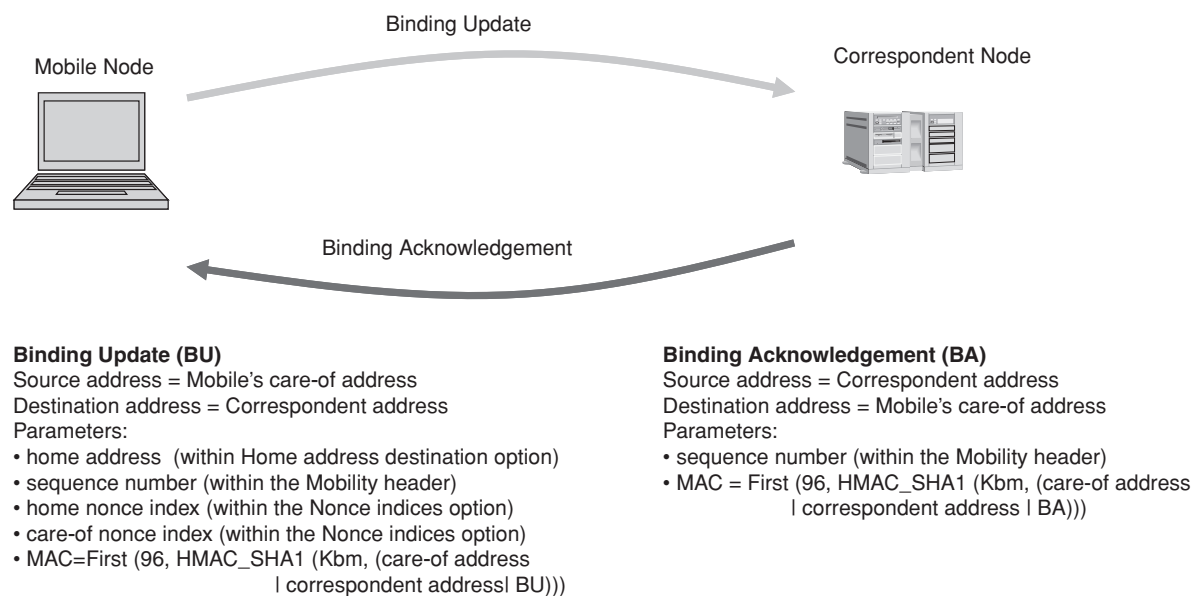 Binding Update
Mobile Node
Correspondent Node
Binding Acknowledgement
Binding Update (BU)
Source address = Mobile's care-of address
Destination address = Correspondent address
Parameters:
• home address (within Home address destination option)
• sequence number (within the Mobility header)
• home nonce index (within the Nonce indices option)
• care-of nonce index (within the Nonce indices option)
• MAC=First (96, HMAC_SHA1 (Kbm, (care-of address
| correspondent address| BU)))
Binding Acknowledgement (BA)
Source address = Correspondent address
Destination address = Mobile's care-of address
Parameters:
• sequence number (within the Mobility header)
• MAC = First (96, HMAC_SHA1 (Kbm, (care-of address
| correspondent address | BA)))